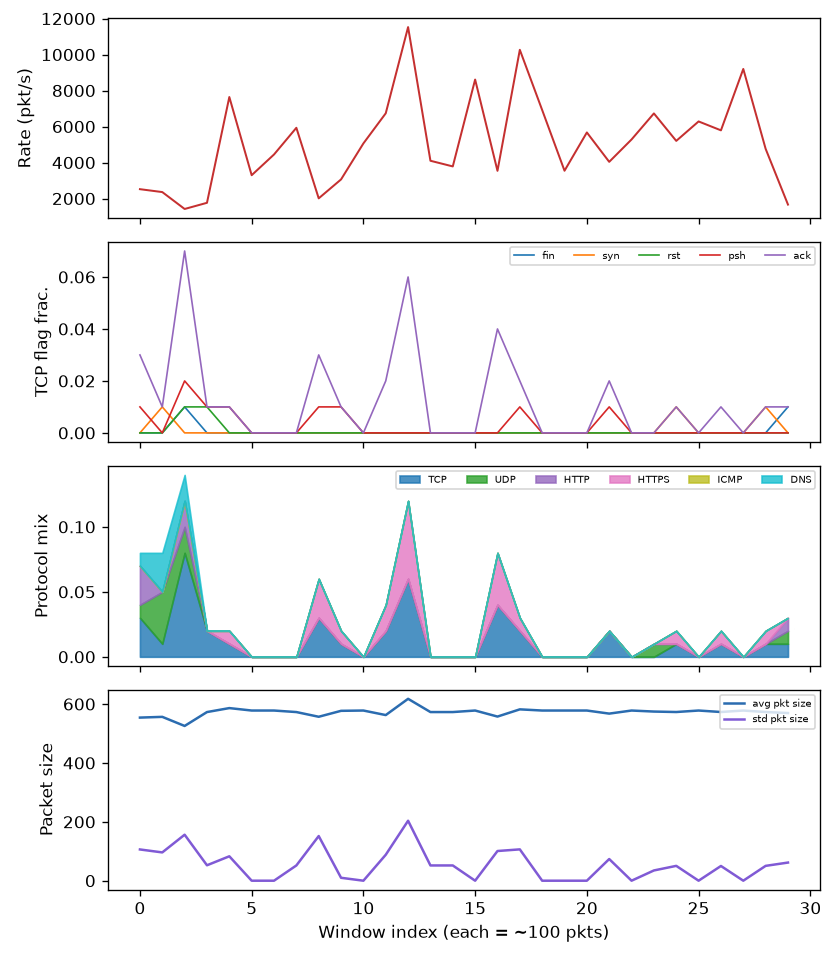 12000
10000
8000
6000
4000
2000
Rate (pkt/s)
fin syn rst psh ack
0.06
0.04
0.02
0.00
TCP flag frac.
TCP UDP HTTP HTTPS ICMP DNS
0.10
0.05
0.00
Protocol mix
avg pkt size
std pkt size
600
400
200
0
Packet size
0 5 10 15 20 25 30
Window index (each = ~100 pkts)